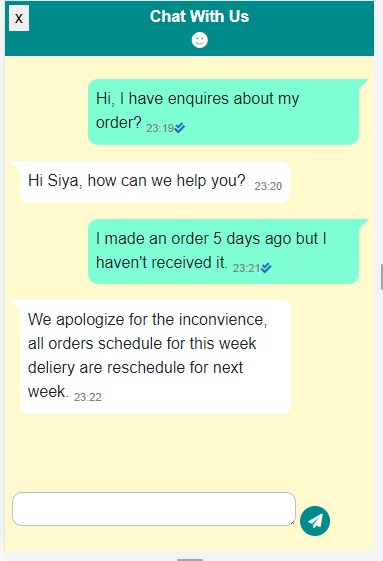 x
Chat With Us
Hi, I have enquires about my
order? 23:19
Hi Siya, how can we help you? 23:20
I made an order 5 days ago but I
haven't received it. 23:21
We apologize for the inconvience,
all orders schedule for this week
deliery are reschedule for next
week. 23:22